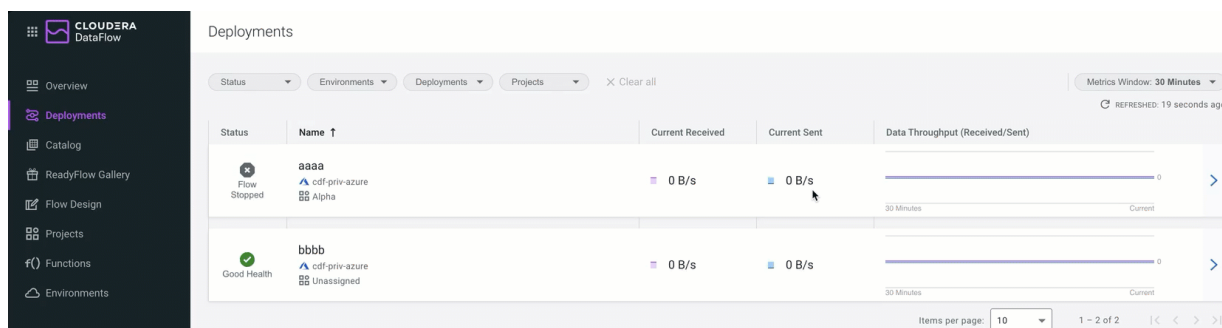 CLOUDERA
DataFlow
Overview
Deployments
Catalog
ReadyFlow Gallery
Flow Design
Projects
f() Functions
Environments
Deployments
Status
Environments
Deployments
Projects
Clear all
Metrics Window: 30 Minutes
REFRESHED: 19 seconds ago
Status
Name ↑
Current Received
Current Sent
Data Throughput (Received/Sent)
Flow
Stopped
aaaa
cdf-priv-azure
Alpha
0 B/s
0 B/s
0
30 Minutes
Current
Good Health
bbbb
cdf-priv-azure
Unassigned
0 B/s
0 B/s
0
30 Minutes
Current
Items per page: 10
1 – 2 of 2